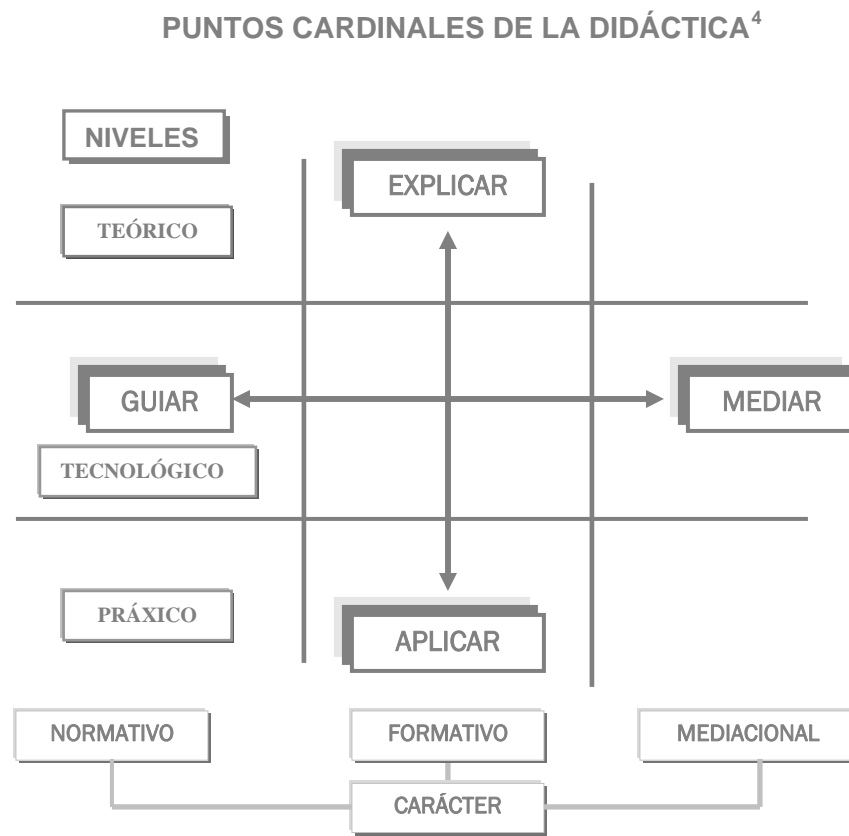 PUNTOS CARDINALES DE LA DIDÁCTICA⁴
NIVELES
EXPLICAR
TEÓRICO
GUIAR
MEDIAR
TECNOLÓGICO
PRÁXICO
APLICAR
NORMATIVO
FORMATIVO
MEDIACIONAL
CARÁCTER